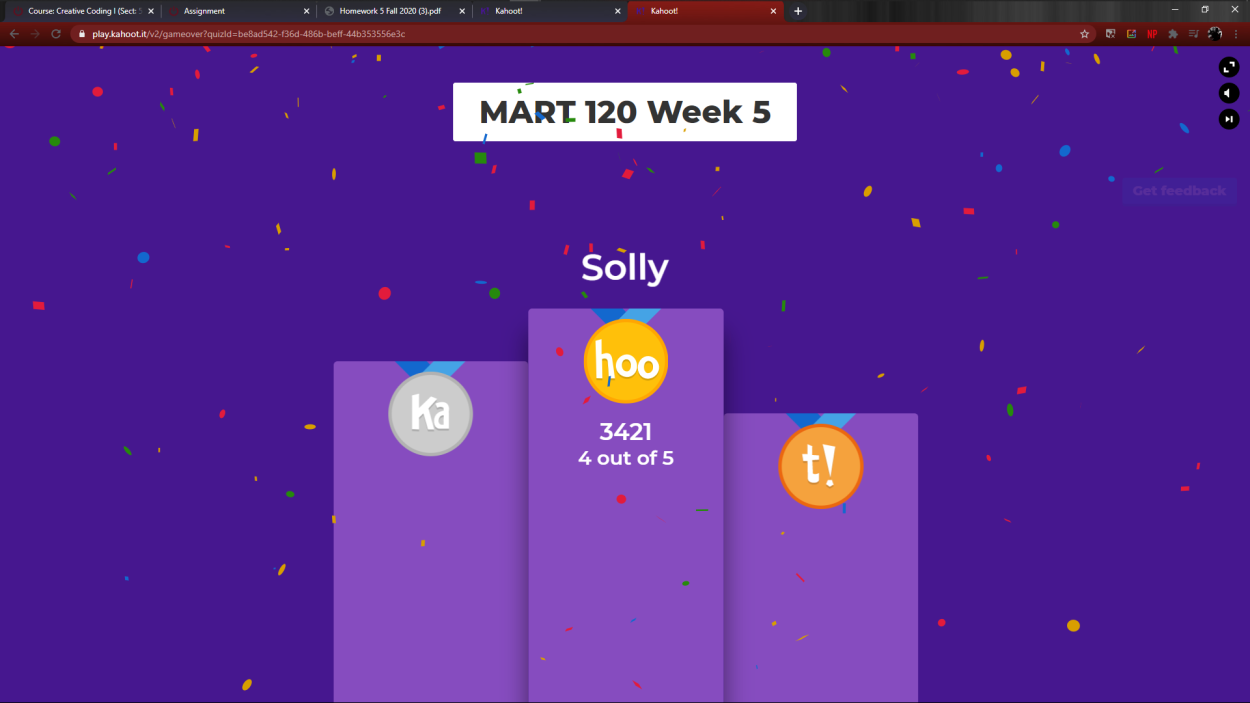 Course: Creative Coding I (Sect:
Assignment
Homework 5 Fall 2020 (3).pdf
Kahoot!
Kahoot!
play.kahoot.it/v2/gameover?quizId=be8ad542-f36d-486b-beff-44b353556e3c
NP
MART 120 Week 5
Get feedback
Solly
hoo
Ka
3421
4 out of 5
t!